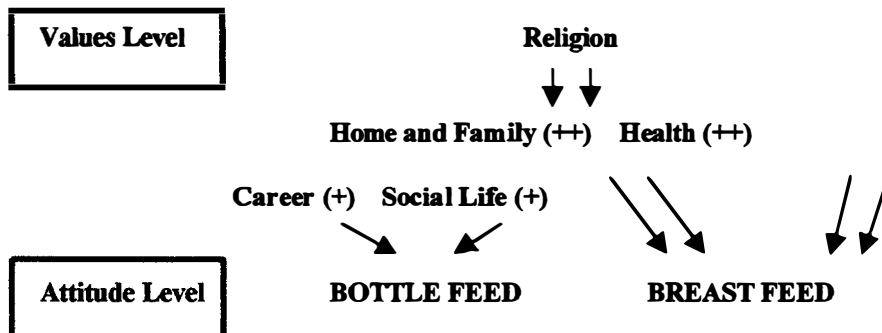 Values Level Religion
Home and Family (++) Health (++)
Career (+) Social Life (+)
Attitude Level BOTTLE FEED BREAST FEED